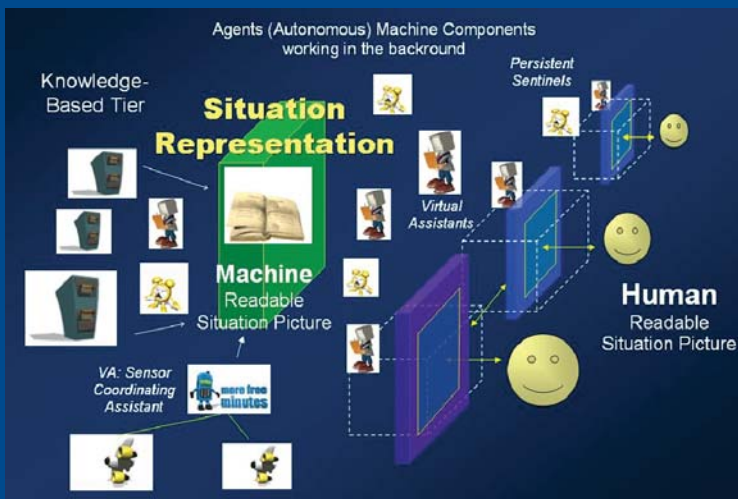 Agents (Autonomous) Machine Components
working in the backround
Knowledge-
Based Tier
Situation
Representation
Persistent
Sentinels
Virtual
Assistants
Machine
Readable
Situation Picture
Human
Readable
Situation Picture
VA: Sensor
Coordinating
Assistant
more free
minutes